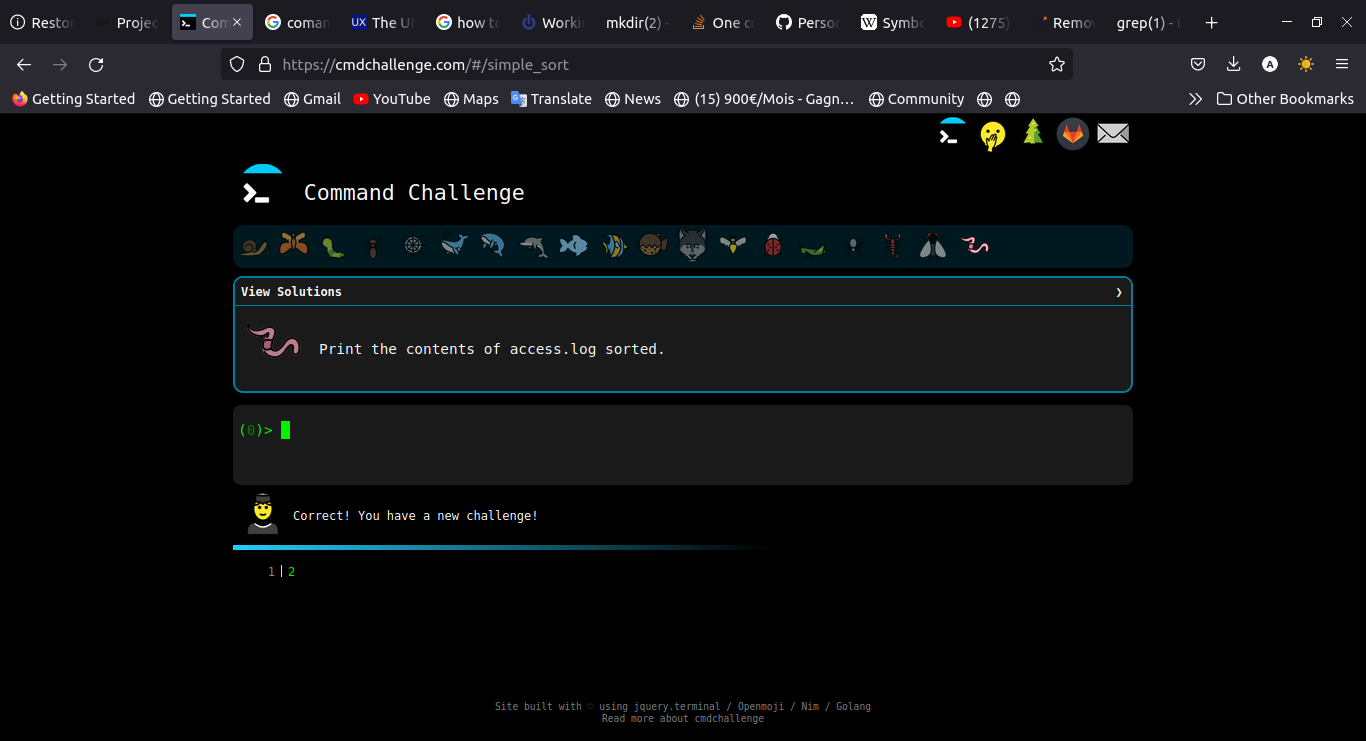 Restor Projec Com coman The U how to Worki mkdir(2) - One c Perso Symbo (1275) Remov grep(1) - L
https://cmdchallenge.com/#/simple_sort
Getting Started Getting Started Gmail YouTube Maps Translate News (15) 900€/Mois - Gagn… Community Other Bookmarks
Command Challenge
View Solutions
Print the contents of access.log sorted.
(0)>
Correct! You have a new challenge!
1 2
Site built with ♡ using jquery.terminal / Openmoji / Nim / Golang
Read more about cmdchallenge